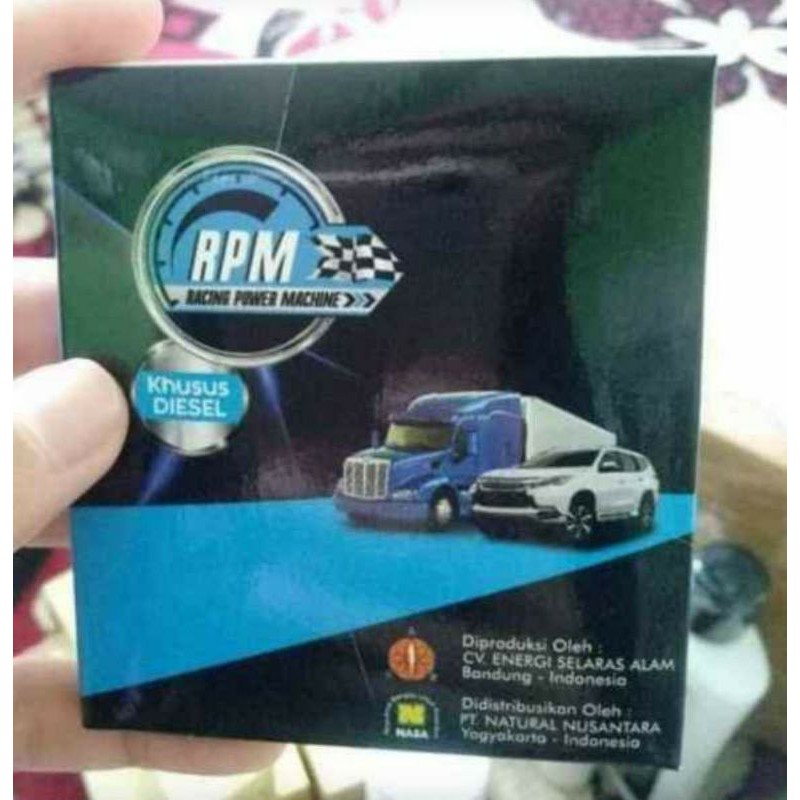 RPM
RACING POWER MACHINE
Khusus
DIESEL
Diproduksi Oleh :
CV. ENERGI SELARAS ALAM
Bandung - Indonesia
Didistribusikan Oleh :
PT. NATURAL NUSANTARA
Yogyakarta - Indonesia
N
NASA